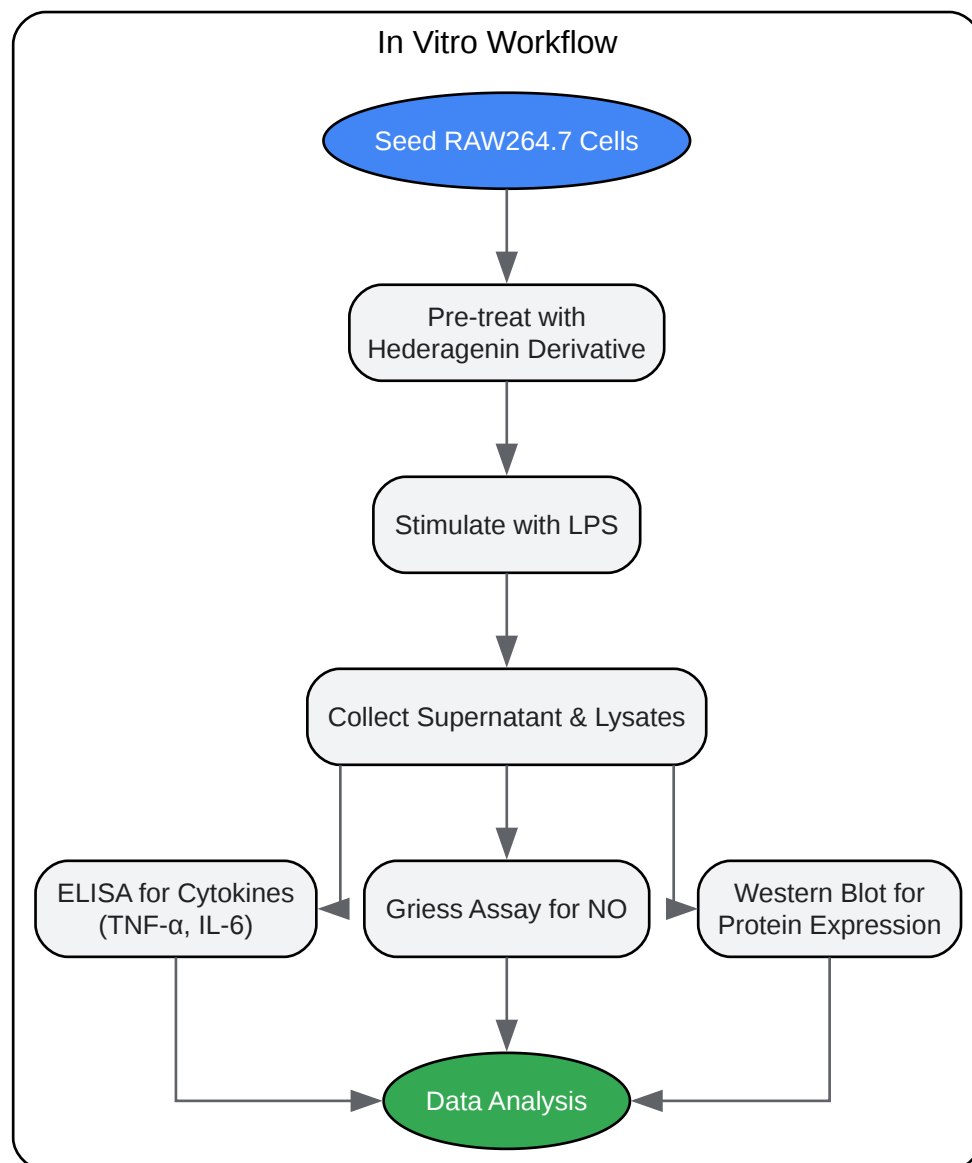 In Vitro Workflow
Seed RAW264.7 Cells
Pre-treat with
Hederagenin Derivative
Stimulate with LPS
Collect Supernatant & Lysates
ELISA for Cytokines
(TNF-α, IL-6)
Griess Assay for NO
Western Blot for
Protein Expression
Data Analysis